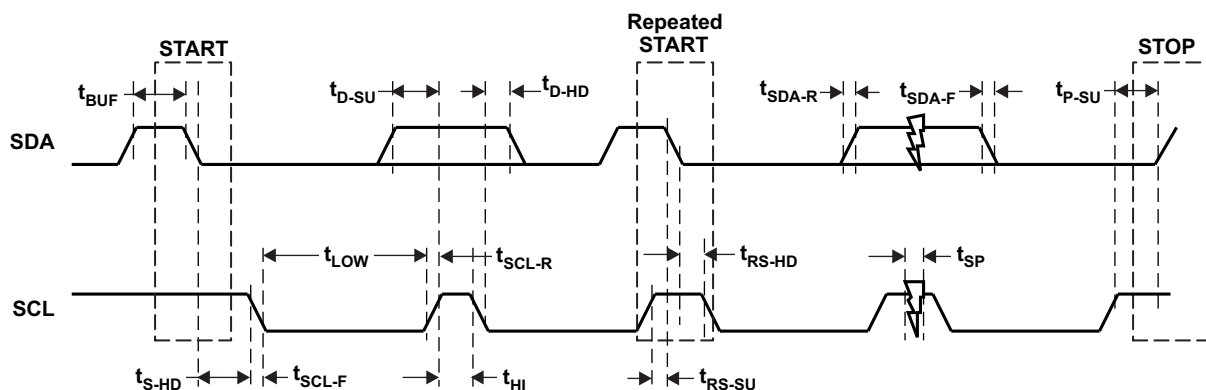 Repeated
START
START
STOP
tBUF
tD-SU
tD-HD
tSDA-R
tSDA-F
tP-SU
SDA
tLOW
tSCL-R
tRS-HD
tSP
SCL
tS-HD
tSCL-F
tHI
tRS-SU